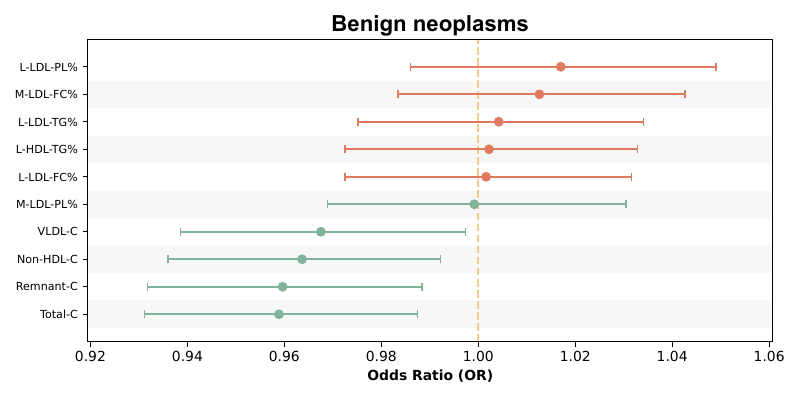 Benign neoplasms
L-LDL-PL%
M-LDL-FC%
L-LDL-TG%
L-HDL-TG%
L-LDL-FC%
M-LDL-PL%
VLDL-C
Non-HDL-C
Remnant-C
Total-C
0.92 0.94 0.96 0.98 1.00 1.02 1.04 1.06
Odds Ratio (OR)